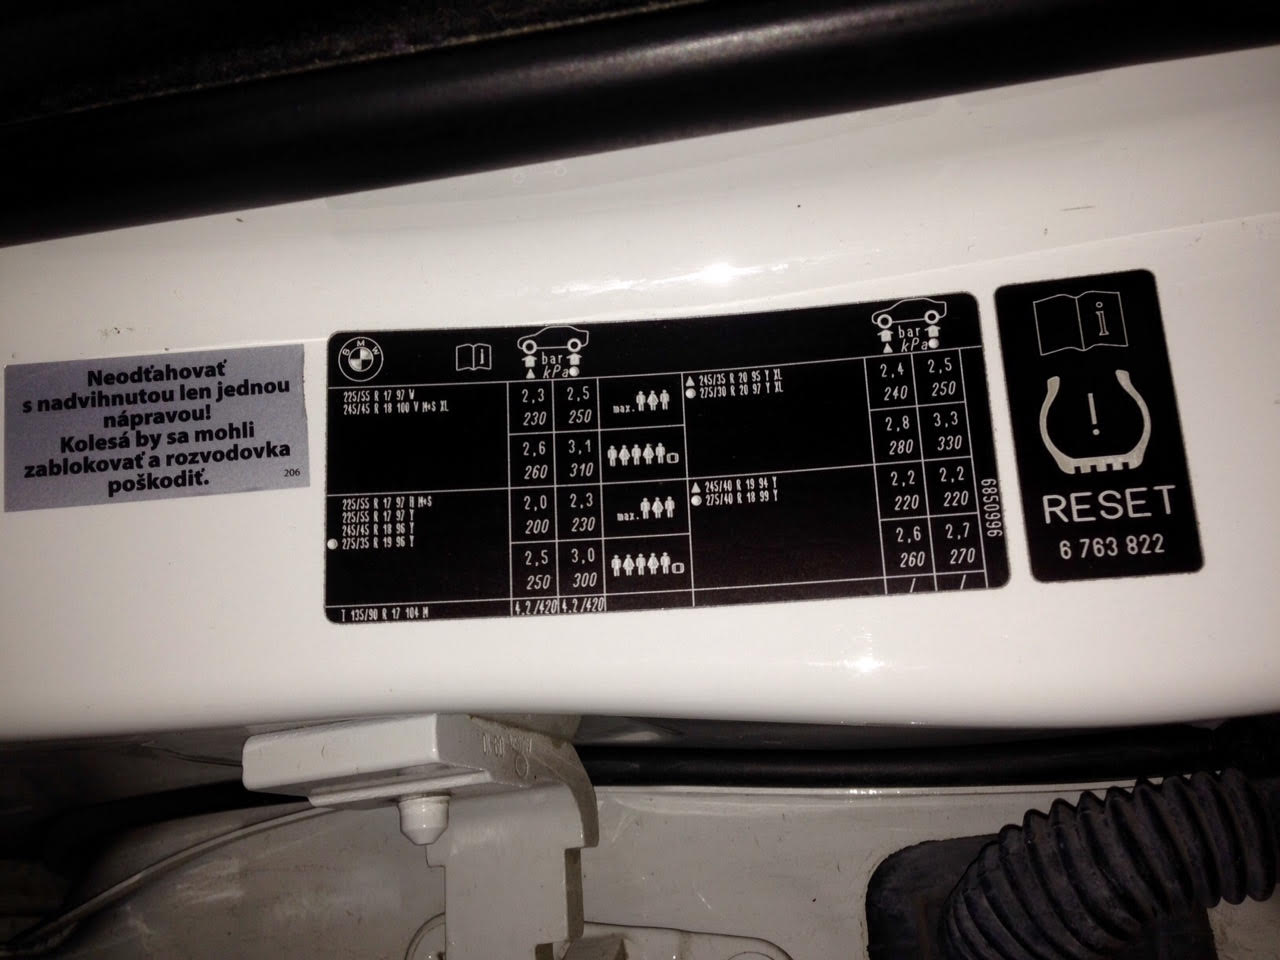 Neodťahovať
s nadvihnutou len jednou
nápravou!
Kolesá by sa mohli
zablokovať a rozvodovka
poškodiť.
206
BMW
i
bar
kPa
225/55 R 17 97 W
245/45 R 18 100 V M+S XL
2,3 2,5
230 250
max.
2,6 3,1
260 310
225/55 R 17 97 H M+S
225/55 R 17 97 Y
245/45 R 18 96 Y
275/35 R 19 96 Y
2,0 2,3
200 230
max.
2,5 3,0
250 300
T 135/90 R 17 104 M
4.2/420 4.2/420
bar
kPa
245/35 R 20 95 Y XL
275/30 R 20 97 Y XL
2,4 2,5
240 250
2,8 3,3
280 330
245/40 R 19 94 Y
275/40 R 18 99 Y
2,2 2,2
220 220
2,6 2,7
260 270
/ /
6850996
i
!
RESET
6 763 822